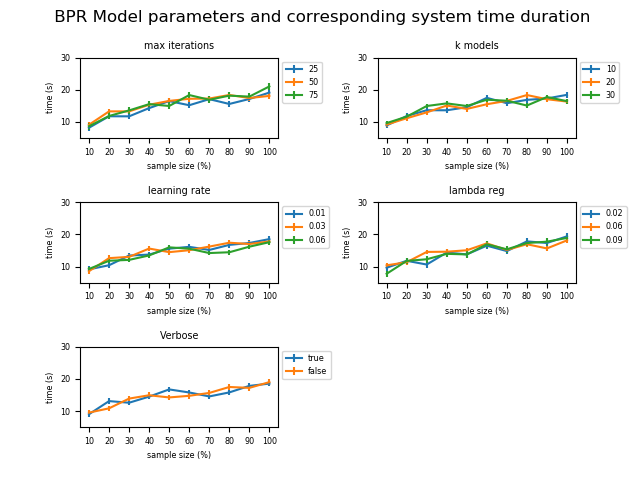 BPR Model parameters and corresponding system time duration
max iterations
30
20
10
time (s)
10 20 30 40 50 60 70 80 90 100
sample size (%)
25
50
75
k models
30
20
10
time (s)
10 20 30 40 50 60 70 80 90 100
sample size (%)
10
20
30
learning rate
30
20
10
time (s)
10 20 30 40 50 60 70 80 90 100
sample size (%)
0.01
0.03
0.06
lambda reg
30
20
10
time (s)
10 20 30 40 50 60 70 80 90 100
sample size (%)
0.02
0.06
0.09
Verbose
30
20
10
time (s)
10 20 30 40 50 60 70 80 90 100
sample size (%)
true
false